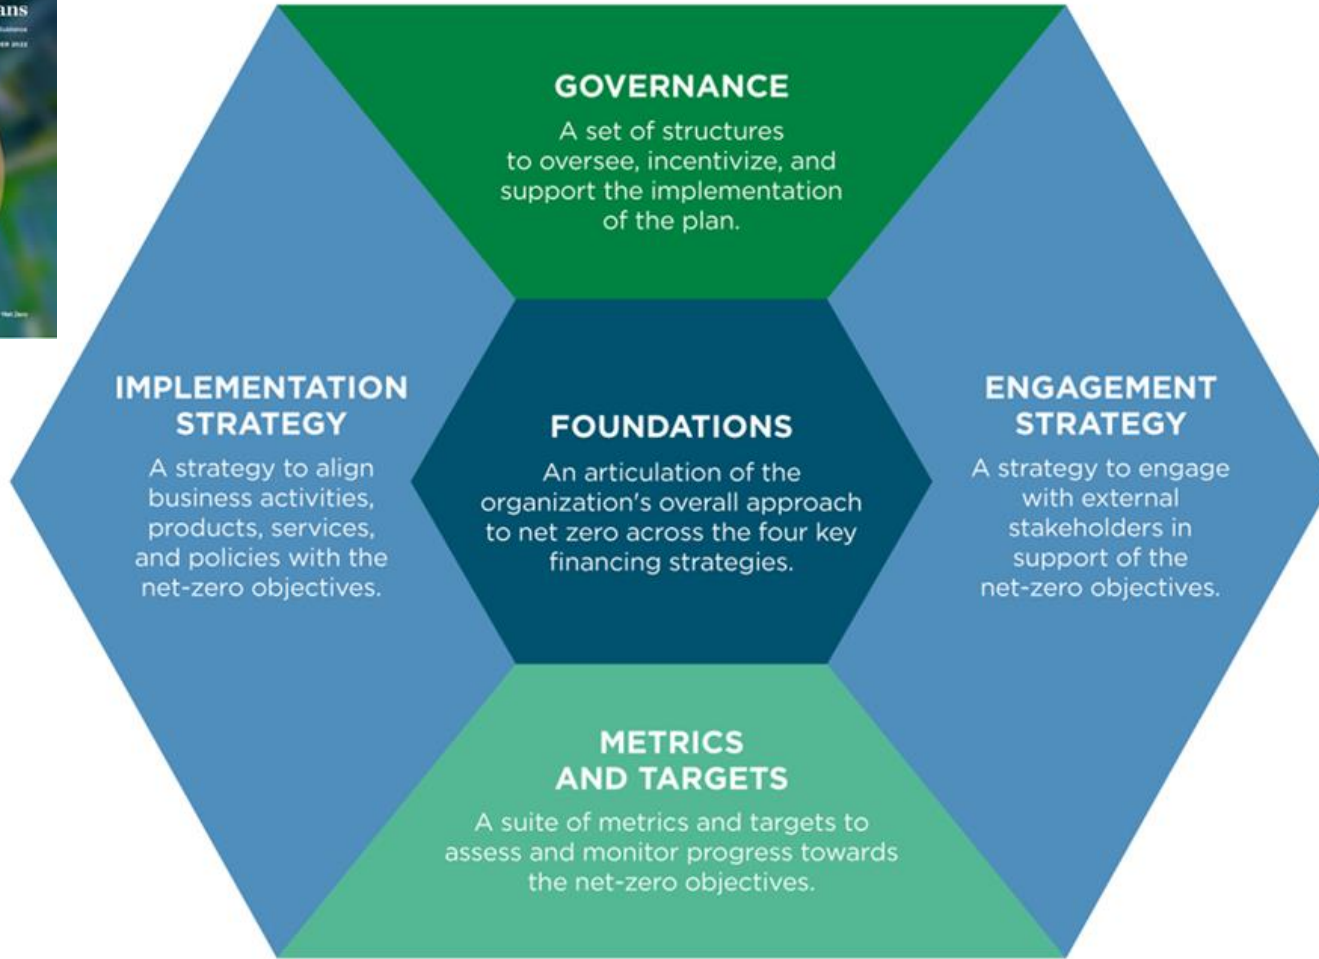 ans
GOVERNANCE
A set of structures
to oversee, incentivize, and
support the implementation
of the plan.
IMPLEMENTATION
STRATEGY
A strategy to align
business activities,
products, services,
and policies with the
net-zero objectives.
FOUNDATIONS
An articulation of the
organization's overall approach
to net zero across the four key
financing strategies.
ENGAGEMENT
STRATEGY
A strategy to engage
with external
stakeholders in
support of the
net-zero objectives.
METRICS
AND TARGETS
A suite of metrics and targets to
assess and monitor progress towards
the net-zero objectives.